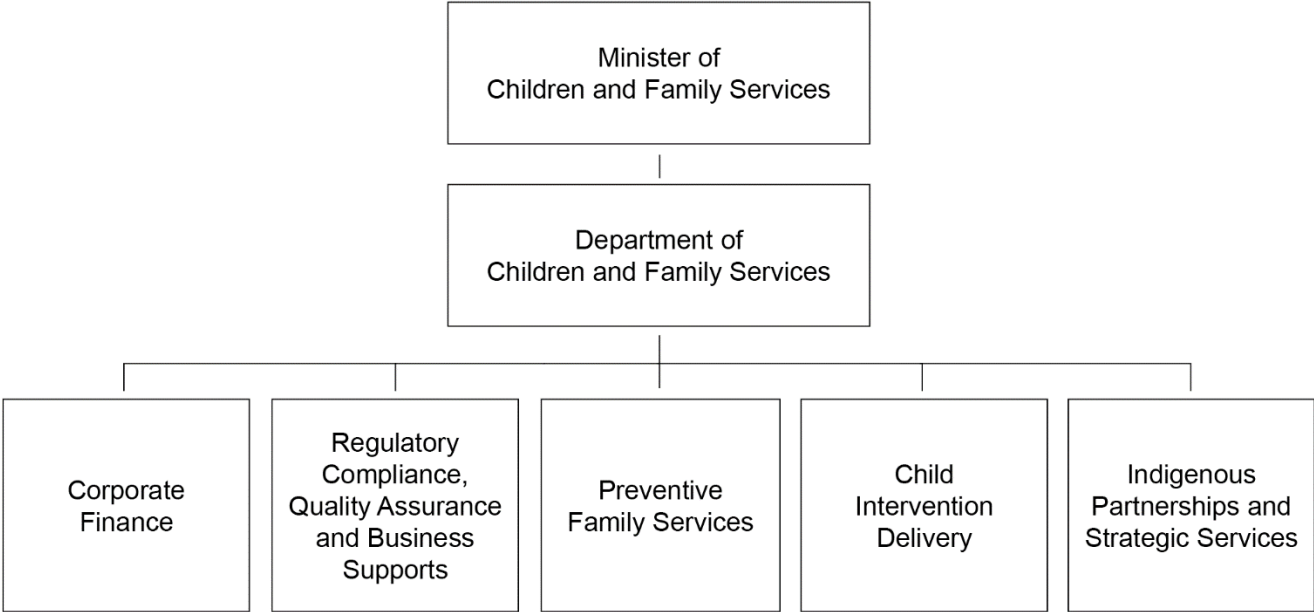 Minister of
Children and Family Services
Department of
Children and Family Services
Corporate
Finance
Regulatory
Compliance,
Quality Assurance
and Business
Supports
Preventive
Family Services
Child
Intervention
Delivery
Indigenous
Partnerships and
Strategic Services